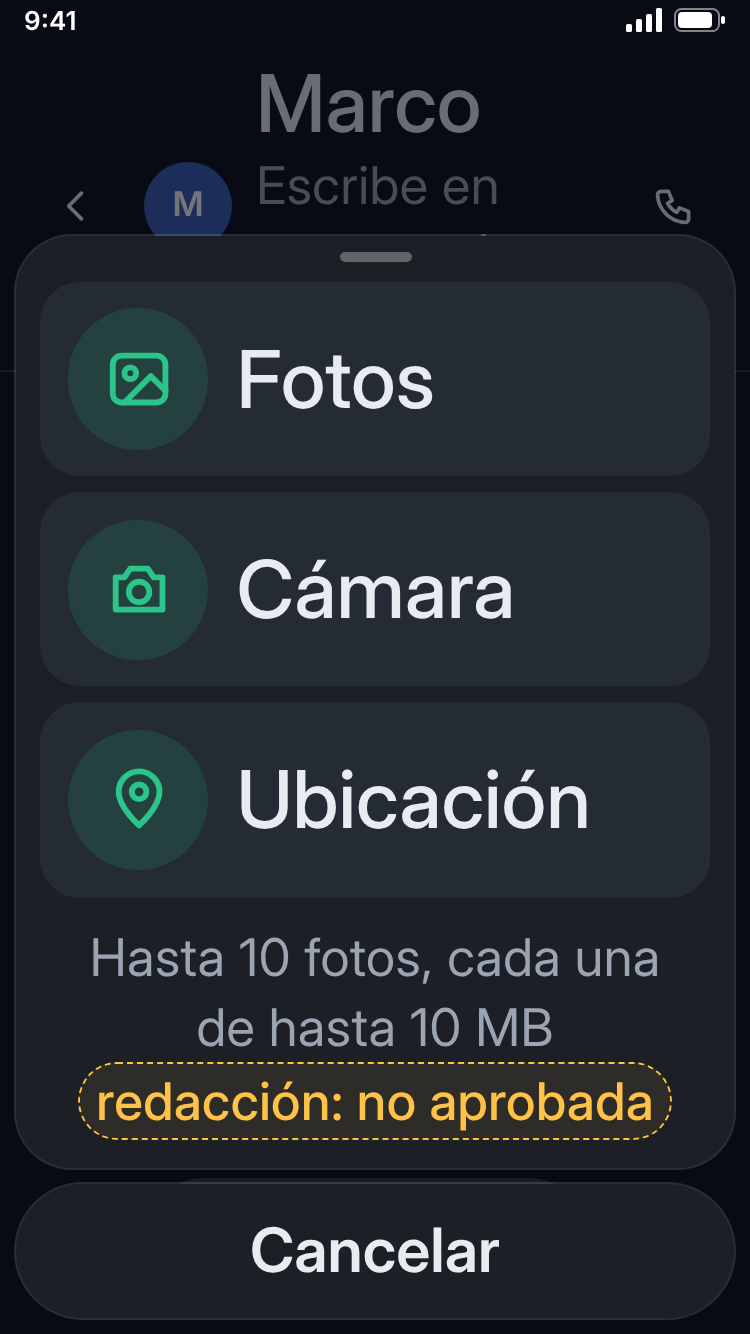 9:41
Marco
M
Escribe en
Fotos
Cámara
Ubicación
Hasta 10 fotos, cada una
de hasta 10 MB
redacción: no aprobada
Cancelar